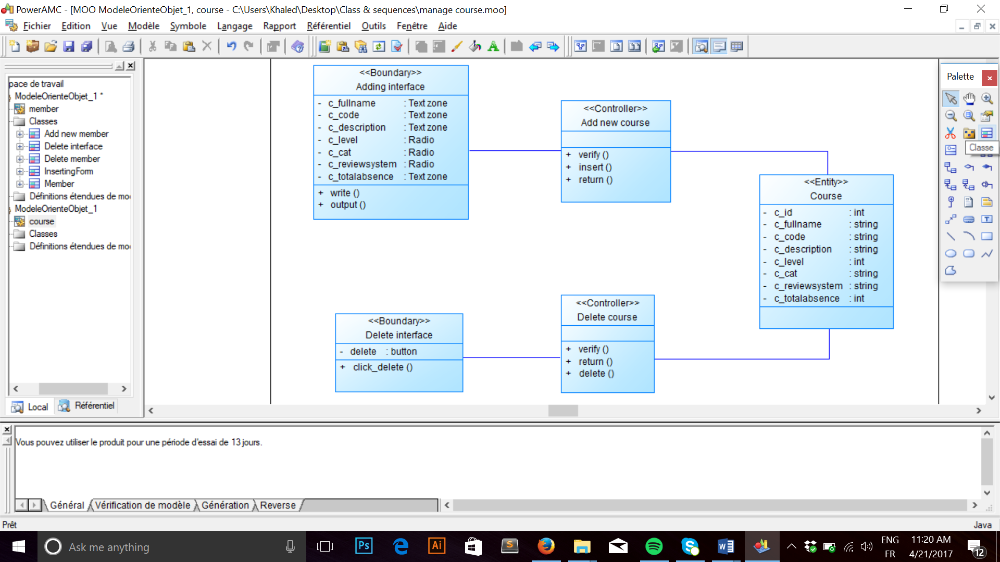 PowerAMC - [MOO ModeleOrienteObjet_1, course - C:\Users\Khaled\Desktop\Class & sequences\manage course.moo]
Fichier Edition Vue Modèle Symbole Langage Rapport Référentiel Outils Fenêtre Aide
pace de travail
ModeleOrienteObjet_1 *
member
Classes
Add new member
Delete interface
Delete member
InsertingForm
Member
Définitions étendues de mo
ModeleOrienteObjet_1
course
Classes
Définitions étendues de mo
Local Référentiel
<<Boundary>>
Adding interface
- c_fullname : Text zone
- c_code : Text zone
- c_description : Text zone
- c_level : Radio
- c_cat : Radio
- c_reviewsystem : Radio
- c_totalabsence : Text zone
+ write ()
+ output ()
<<Controller>>
Add new course
+ verify ()
+ insert ()
+ return ()
<<Entity>>
Course
- c_id : int
- c_fullname : string
- c_code : string
- c_description : string
- c_level : int
- c_cat : string
- c_reviewsystem : string
- c_totalabsence : int
<<Boundary>>
Delete interface
- delete : button
+ click_delete ()
<<Controller>>
Delete course
+ verify ()
+ return ()
+ delete ()
Palette
Classe
Vous pouvez utiliser le produit pour une période d'essai de 13 jours.
Général Vérification de modèle Génération Reverse
Prêt
Java
Ask me anything
Ps
Ai
S
W
ENG
FR
11:20 AM
4/21/2017
12